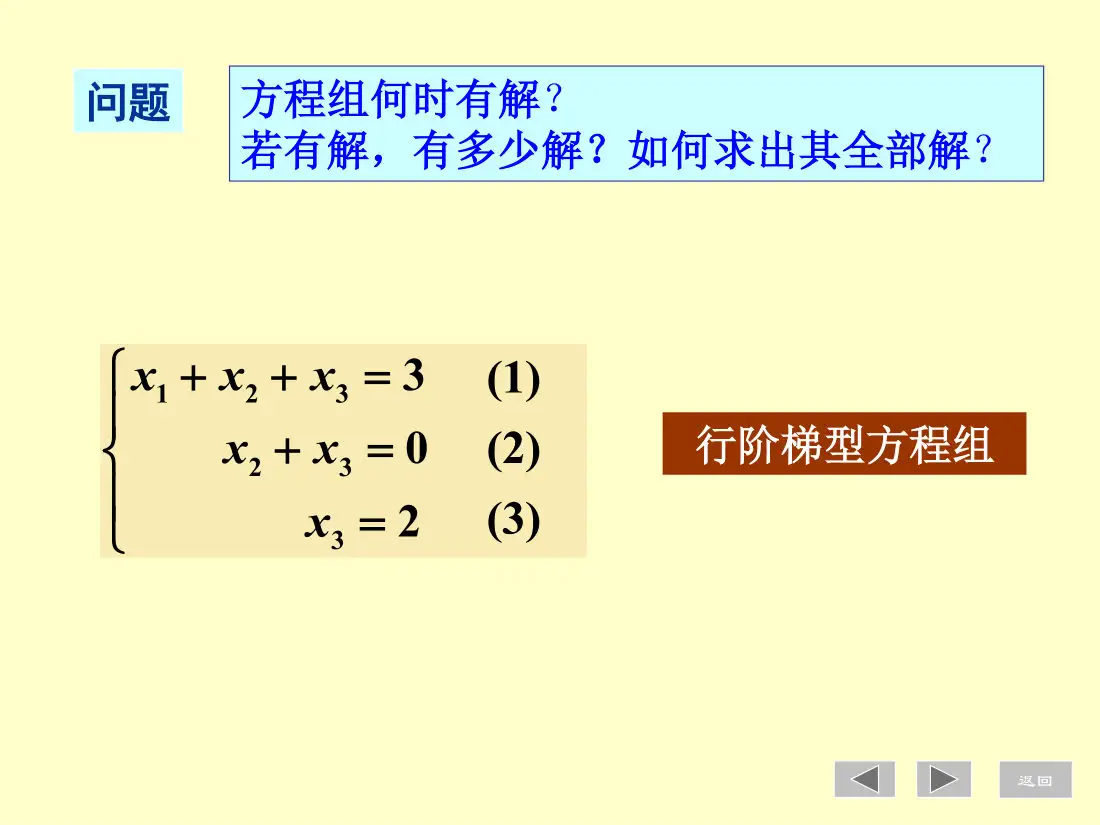 问题
方程组何时有解？
若有解，有多少解？如何求出其全部解？
x₁ + x₂ + x₃ = 3 (1)
x₂ + x₃ = 0 (2)
x₃ = 2 (3)
行阶梯型方程组
返回